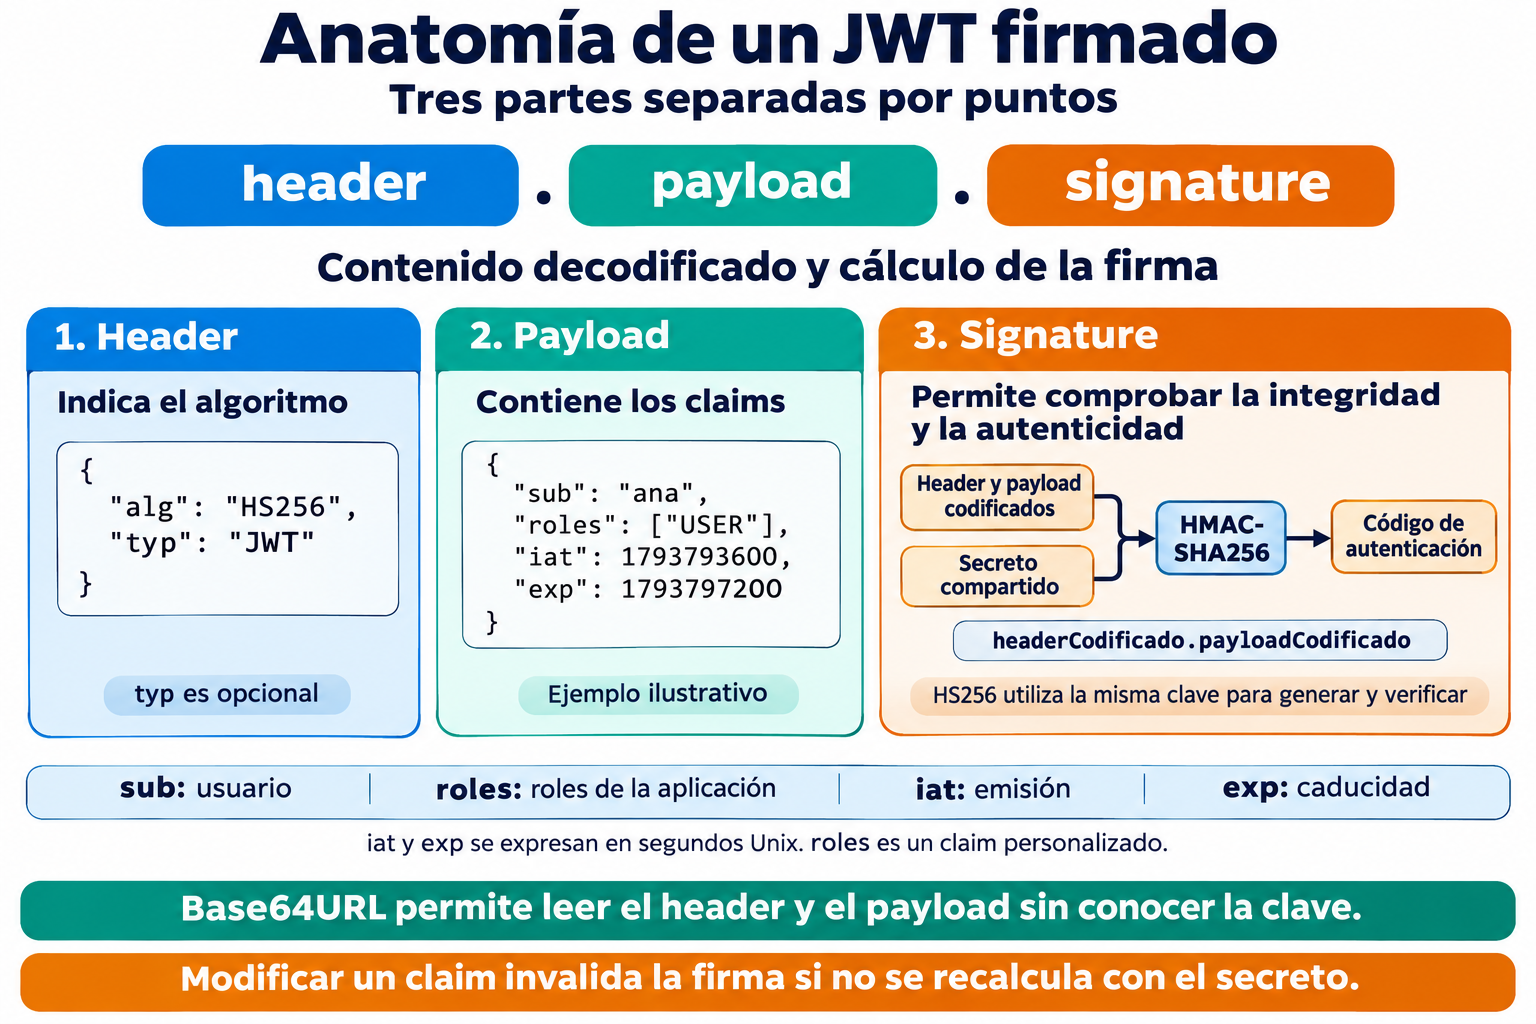 Anatomía de un JWT firmado
Tres partes separadas por puntos
header . payload . signature
Contenido decodificado y cálculo de la firma
1. Header
Indica el algoritmo
{
"alg": "HS256",
"typ": "JWT"
}
typ es opcional
2. Payload
Contiene los claims
{
"sub": "ana",
"roles": ["USER"],
"iat": 1793793600,
"exp": 1793797200
}
Ejemplo ilustrativo
3. Signature
Permite comprobar la integridad
y la autenticidad
Header y payload
codificados
Secreto
compartido
HMAC-
SHA256
Código de
autenticación
headerCodificado.payloadCodificado
HS256 utiliza la misma clave para generar y verificar
sub: usuario
roles: roles de la aplicación
iat: emisión
exp: caducidad
iat y exp se expresan en segundos Unix. roles es un claim personalizado.
Base64URL permite leer el header y el payload sin conocer la clave.
Modificar un claim invalida la firma si no se recalcula con el secreto.